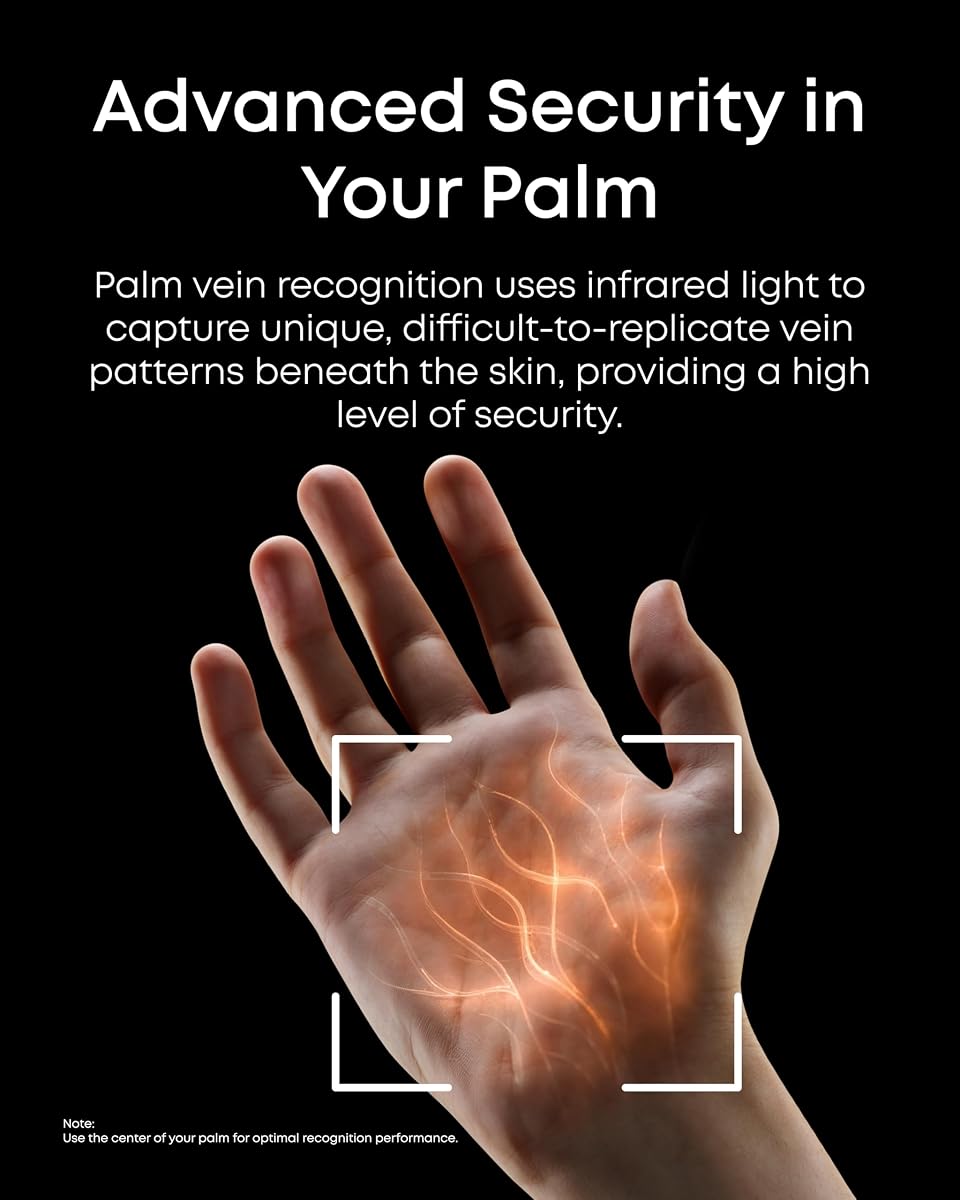 Advanced Security in
Your Palm
Palm vein recognition uses infrared light to
capture unique, difficult-to-replicate vein
patterns beneath the skin, providing a high
level of security.
Note:
Use the center of your palm for optimal recognition performance.